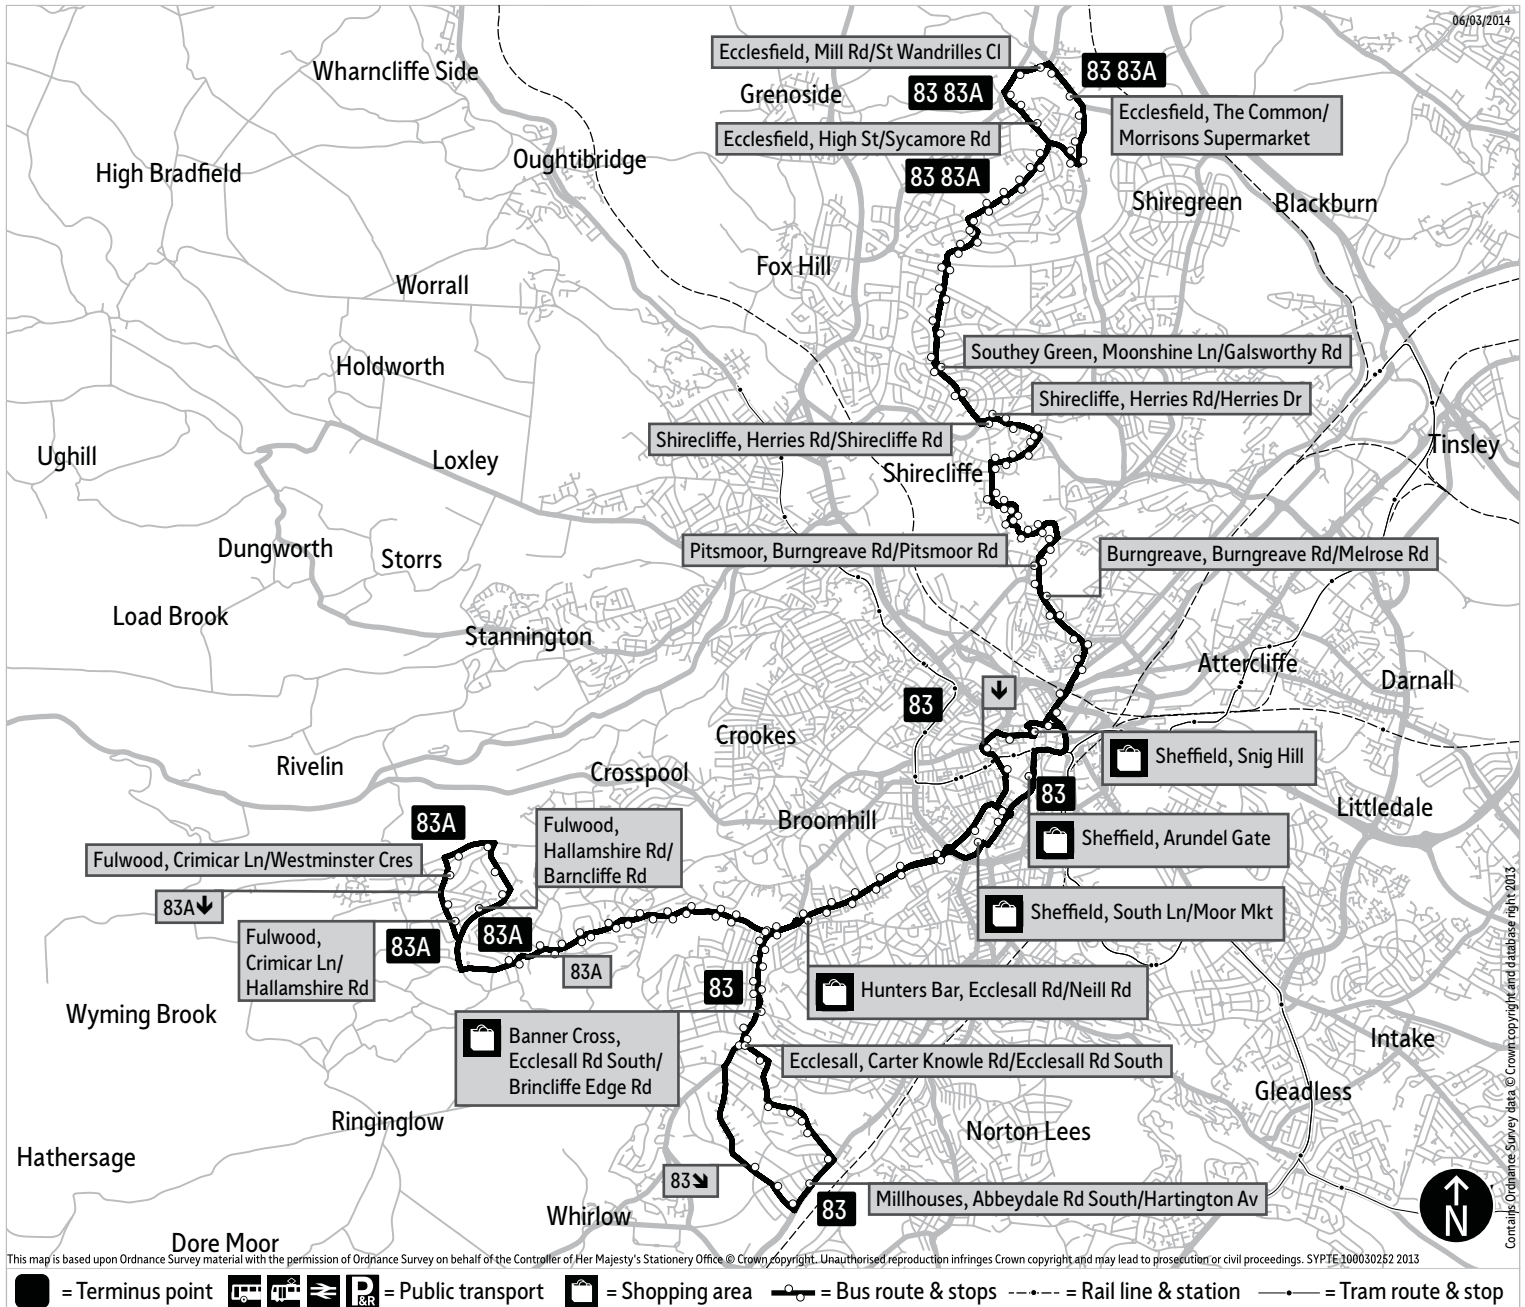 06/03/2014
Ecclesfield, Mill Rd/St Wandrilles Cl
83 83A
Wharncliffe Side
Grenoside
83 83A
Ecclesfield, The Common/
Morrisons Supermarket
Ecclesfield, High St/Sycamore Rd
Oughtibridge
High Bradfield
83 83A
Shiregreen
Blackburn
Fox Hill
Worrall
Southey Green, Moonshine Ln/Galsworthy Rd
Holdworth
Shirecliffe, Herries Rd/Herries Dr
Shirecliffe, Herries Rd/Shirecliffe Rd
Tinsley
Ughill
Loxley
Shirecliffe
Dungworth
Storrs
Pitsmoor, Burngreave Rd/Pitsmoor Rd
Burngreave, Burngreave Rd/Melrose Rd
Load Brook
Stannington
Attercliffe
Darnall
83
Crookes
Sheffield, Snig Hill
Rivelin
Crosspool
83
Littledale
83A
Fulwood,
Hallamshire Rd/
Barncliffe Rd
Broomhill
Sheffield, Arundel Gate
Fulwood, Crimicar Ln/Westminster Cres
83A
Sheffield, South Ln/Moor Mkt
Fulwood,
Crimicar Ln/
Hallamshire Rd
83A
83A
83A
83
Hunters Bar, Ecclesall Rd/Neill Rd
Wyming Brook
Banner Cross,
Ecclesall Rd South/
Brincliffe Edge Rd
Intake
Ecclesall, Carter Knowle Rd/Ecclesall Rd South
Gleadless
Ringinglow
Norton Lees
Hathersage
83
Millhouses, Abbeydale Rd South/Hartington Av
83
Whirlow
N
Dore Moor
Contains Ordnance Survey data © Crown copyright and database right 2013
This map is based upon Ordnance Survey material with the permission of Ordnance Survey on behalf of the Controller of Her Majesty's Stationery Office © Crown copyright. Unauthorised reproduction infringes Crown copyright and may lead to prosecution or civil proceedings. SYPTE 100030252 2013
= Terminus point
P&R
= Public transport
= Shopping area
= Bus route & stops
= Rail line & station
= Tram route & stop